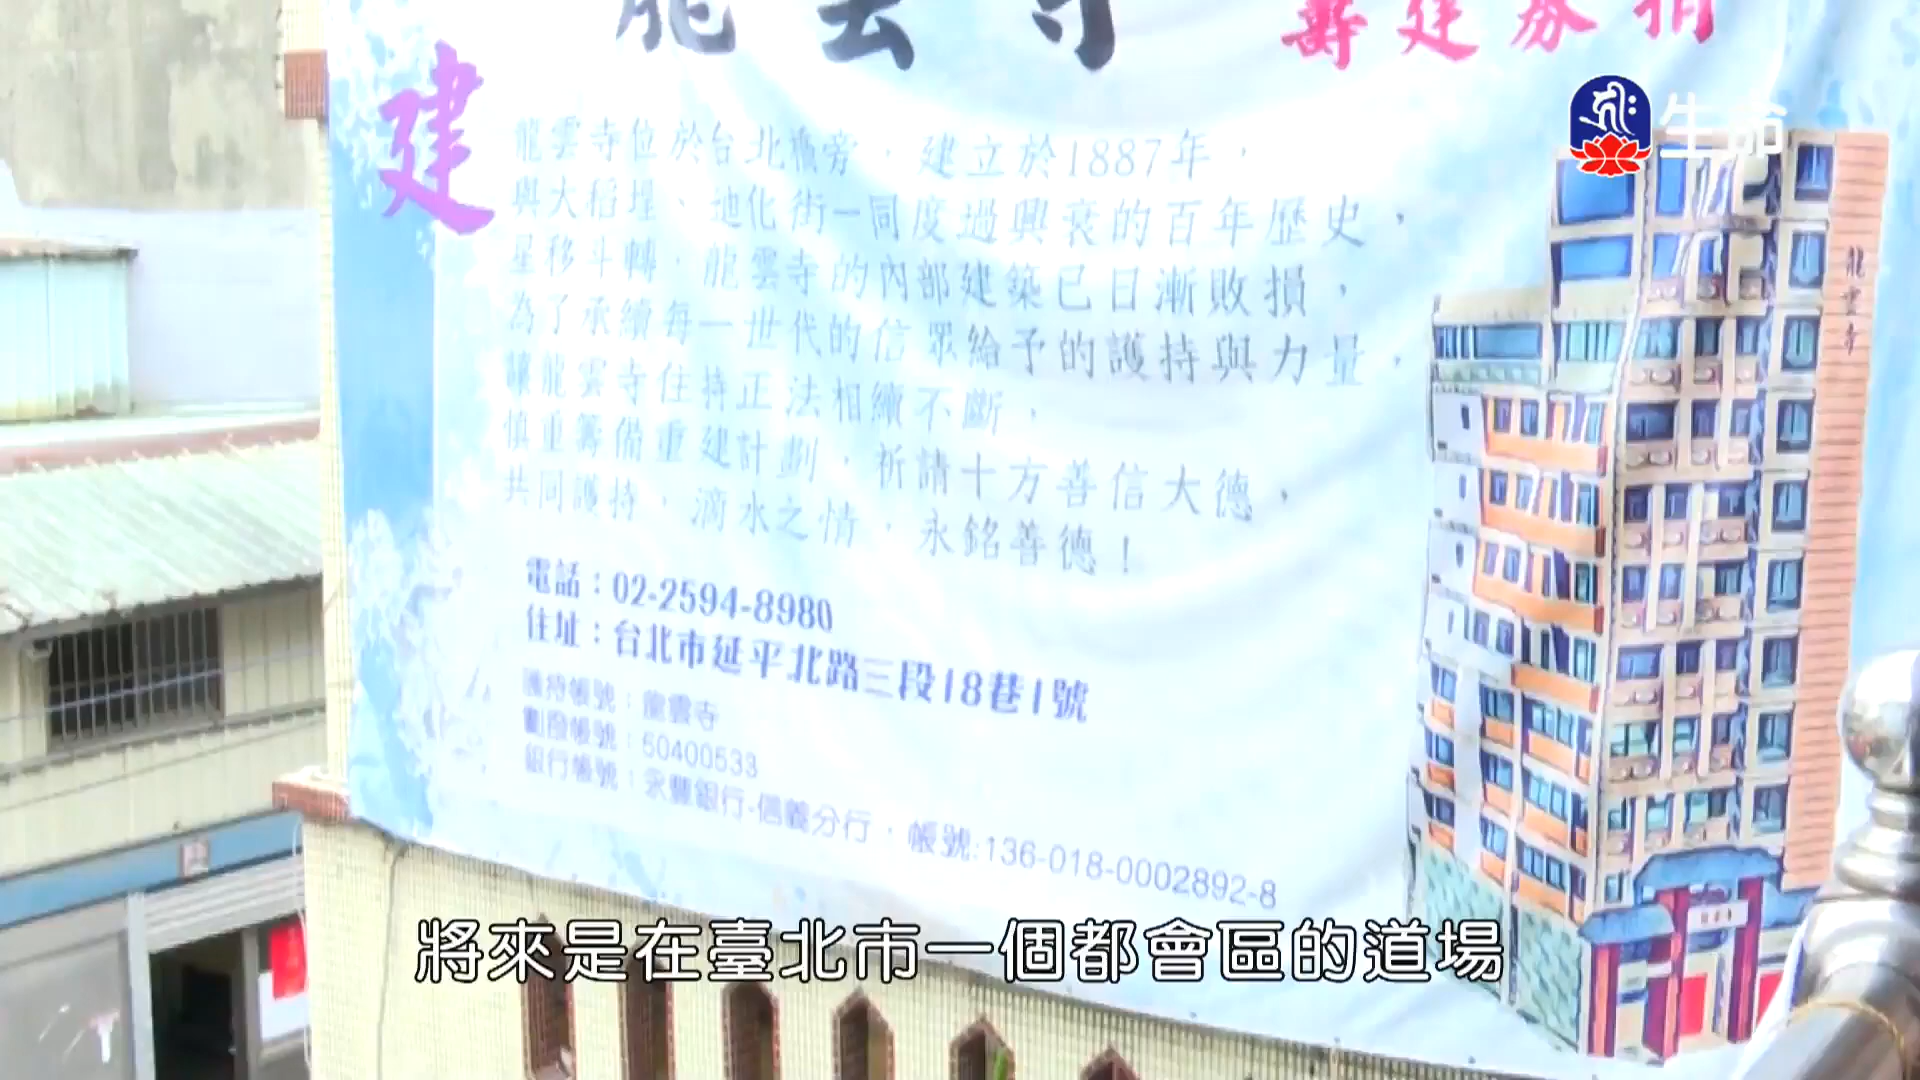 龍雲寺
籌建募捐
建
生命
龍雲寺位於台北橋旁，建立於1887年，
與大稻埕、迪化街一同度過興衰的百年歷史，
星移斗轉，龍雲寺的內部建築已日漸敗損，
為了承續每一世代的信眾給予的護持與力量，
讓龍雲寺住持正法相續不斷，
慎重籌備重建計劃，祈請十方善信大德，
共同護持，滴水之情，永銘善德！
電話：02-2594-8980
住址：台北市延平北路三段18巷1號
護持帳號：龍雲寺
劃撥帳號：50400533
銀行帳號：永豐銀行-信義分行，帳號:136-018-0002892-8
龍雲寺
將來是在臺北市一個都會區的道場